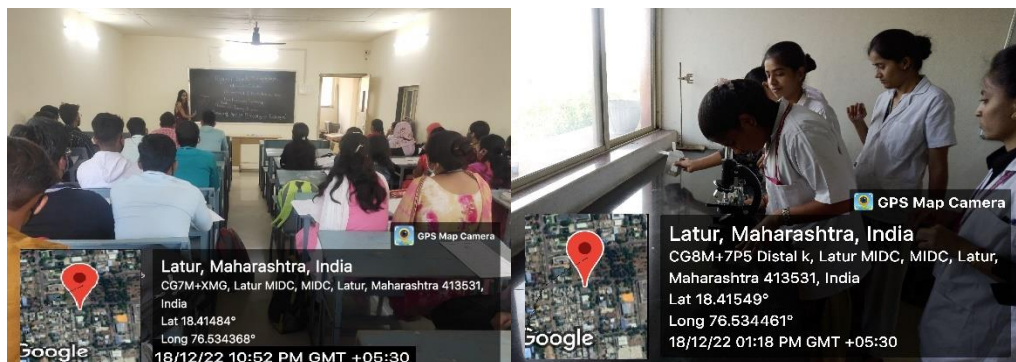 GPS Map Camera
Latur, Maharashtra, India
CG7M+XMG, Latur MIDC, MIDC, Latur, Maharashtra 413531,
India
Lat 18.41484°
Long 76.534368°
18/12/22 10:52 PM GMT +05:30
Google
GPS Map Camera
Latur, Maharashtra, India
CG8M+7P5 Distal k, Latur MIDC, MIDC, Latur,
Maharashtra 413531, India
Lat 18.41549°
Long 76.534461°
18/12/22 01:18 PM GMT +05:30
Google